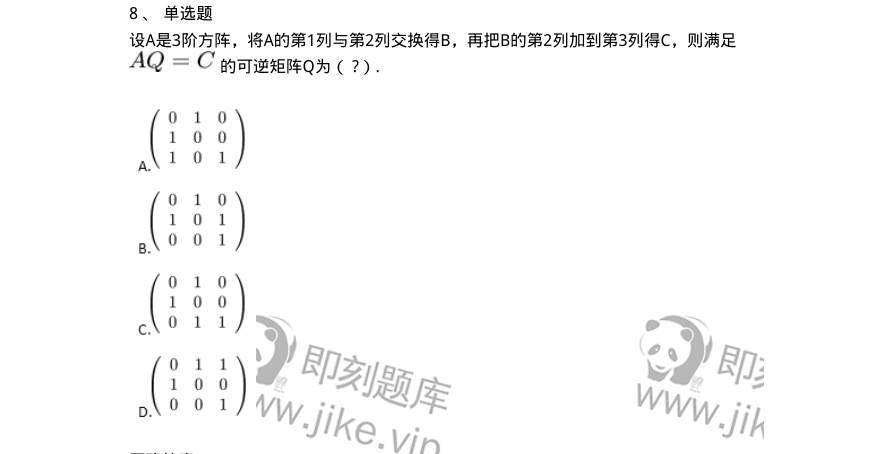 8 、 单选题
设A是3阶方阵，将A的第1列与第2列交换得B，再把B的第2列加到第3列得C，则满足
AQ = C 的可逆矩阵Q为（ ？）.
0 1 0
1 0 0
A. 1 0 1
0 1 0
1 0 1
B. 0 0 1
0 1 0
1 0 0
C. 0 1 1
0 1 1
1 0 0
D. 0 0 1
即刻题库
WW.jike.vip
即
www.jik